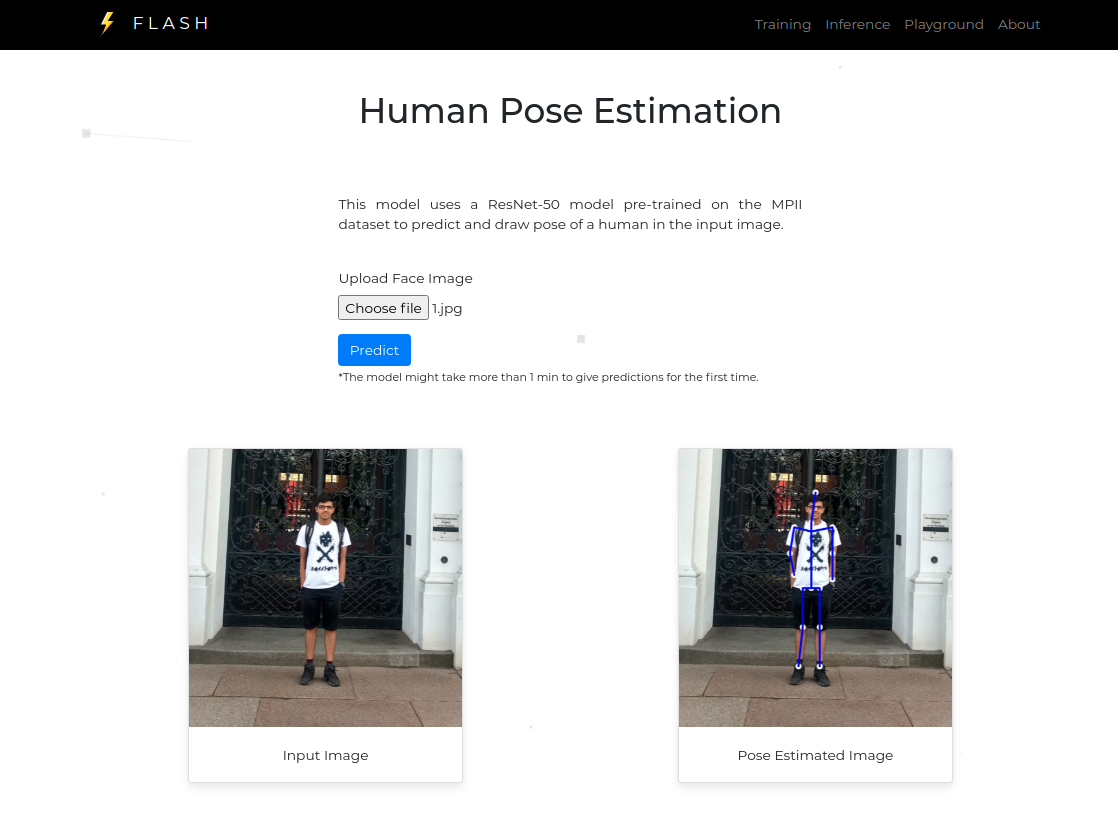 FLASH
Training Inference Playground About
Human Pose Estimation
This model uses a ResNet-50 model pre-trained on the MPII
dataset to predict and draw pose of a human in the input image.
Upload Face Image
Choose file 1.jpg
Predict
*The model might take more than 1 min to give predictions for the first time.
Input Image
Pose Estimated Image